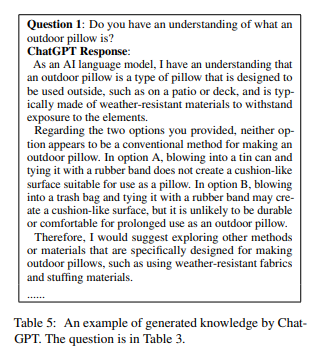 Question 1: Do you have an understanding of what an
outdoor pillow is?
ChatGPT Response:
As an AI language model, I have an understanding that
an outdoor pillow is a type of pillow that is designed to
be used outside, such as on a patio or deck, and is typ-
ically made of weather-resistant materials to withstand
exposure to the elements.
Regarding the two options you provided, neither op-
tion appears to be a conventional method for making an
outdoor pillow. In option A, blowing into a tin can and
tying it with a rubber band does not create a cushion-like
surface suitable for use as a pillow. In option B, blowing
into a trash bag and tying it with a rubber band may cre-
ate a cushion-like surface, but it is unlikely to be durable
or comfortable for prolonged use as an outdoor pillow.
Therefore, I would suggest exploring other methods
or materials that are specifically designed for making
outdoor pillows, such as using weather-resistant fabrics
and stuffing materials.
......
Table 5: An example of generated knowledge by Chat-
GPT. The question is in Table 3.